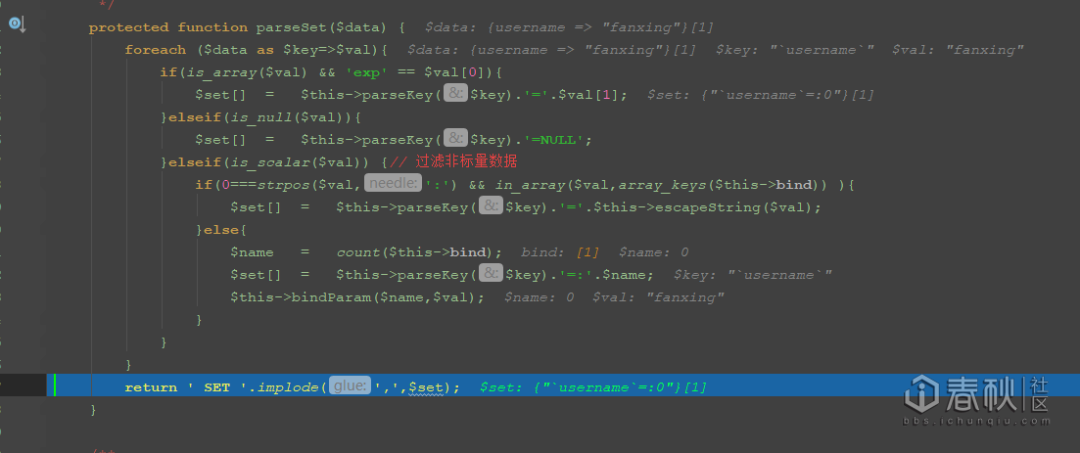 */
protected function parseSet($data) {  $data: {username => "fanxing"}[1]
foreach ($data as $key=>$val){  $data: {username => "fanxing"}[1]  $key: "`username`"  $val: "fanxing"
if(is_array($val) && 'exp' == $val[0]){
$set[]  =  $this->parseKey( &: $key).'='.$val[1];  $set: {"`username`=:0"}[1]
}elseif(is_null($val)){
$set[]  =  $this->parseKey( &: $key).'=NULL';
}elseif(is_scalar($val)) {// 过滤非标量数据
if(0===strpos($val, needle: ':') && in_array($val,array_keys($this->bind)) ){
$set[]  =  $this->parseKey( &: $key).'='.$this->escapeString($val);
}else{
$name  =  count($this->bind);  bind: [1]  $name: 0
$set[]  =  $this->parseKey( &: $key).'=:'.$name;  $key: "`username`"
$this->bindParam($name,$val);  $name: 0  $val: "fanxing"
}
}
}
return ' SET '.implode( glue: ',',$set);  $set: {"`username`=:0"}[1]
}
春秋 社区
bbs.ichunqiu.com